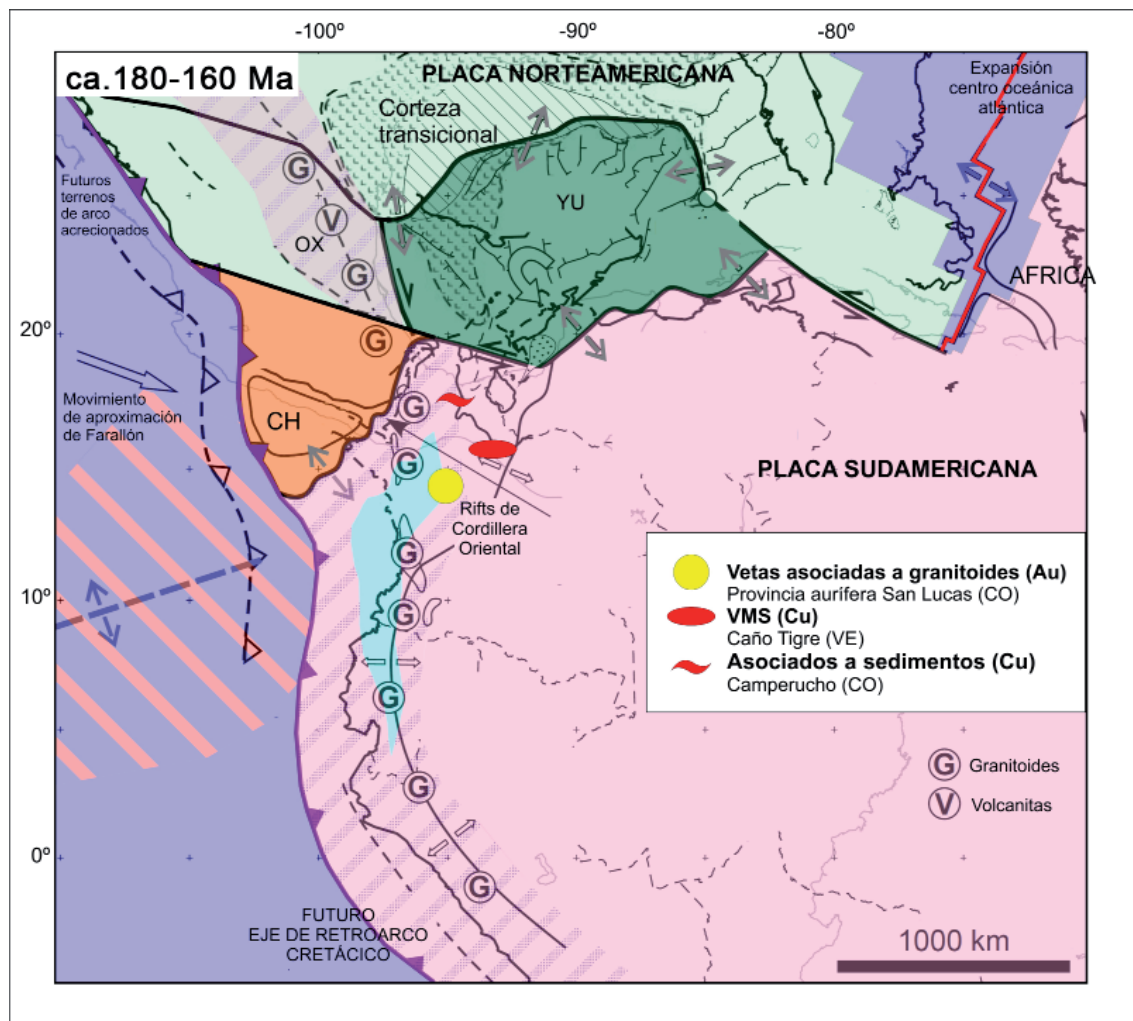 -100º
-90º
-80º
ca.180-160 Ma
PLACA NORTEAMERICANA
Expansión
centro oceánica
atlántica
Corteza
transicional
Futuros
terrenos
de arco
acrecionados
G
V
OX
G
YU
AFRICA
20º
G
Movimiento
de aproximación
de Farallón
CH
G
G
PLACA SUDAMERICANA
Rifts de
Cordillera
Oriental
G
10º
G
G
Vetas asociadas a granitoides (Au)
Provincia aurífera San Lucas (CO)
VMS (Cu)
Caño Tigre (VE)
Asociados a sedimentos (Cu)
Camperucho (CO)
G Granitoides
V Volcanitas
G
0º
G
FUTURO
EJE DE RETROARCO
CRETÁCICO
1000 km